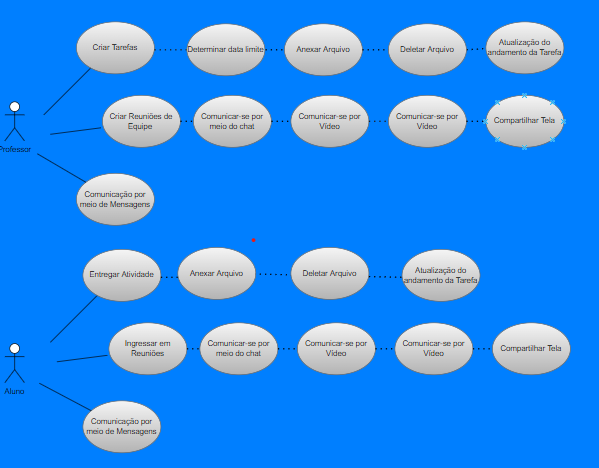 Criar Tarefas
Determinar data limite
Anexar Arquivo
Deletar Arquivo
Atualização do
andamento da Tarefa
Criar Reuniões de
Equipe
Comunicar-se por
meio do chat
Comunicar-se por
Vídeo
Comunicar-se por
Vídeo
Compartilhar Tela
Professor
Comunicação por
meio de Mensagens
Entregar Atividade
Anexar Arquivo
Deletar Arquivo
Atualização do
andamento da Tarefa
Ingressar em
Reuniões
Comunicar-se por
meio do chat
Comunicar-se por
Vídeo
Comunicar-se por
Vídeo
Compartilhar Tela
Aluno
Comunicação por
meio de Mensagens